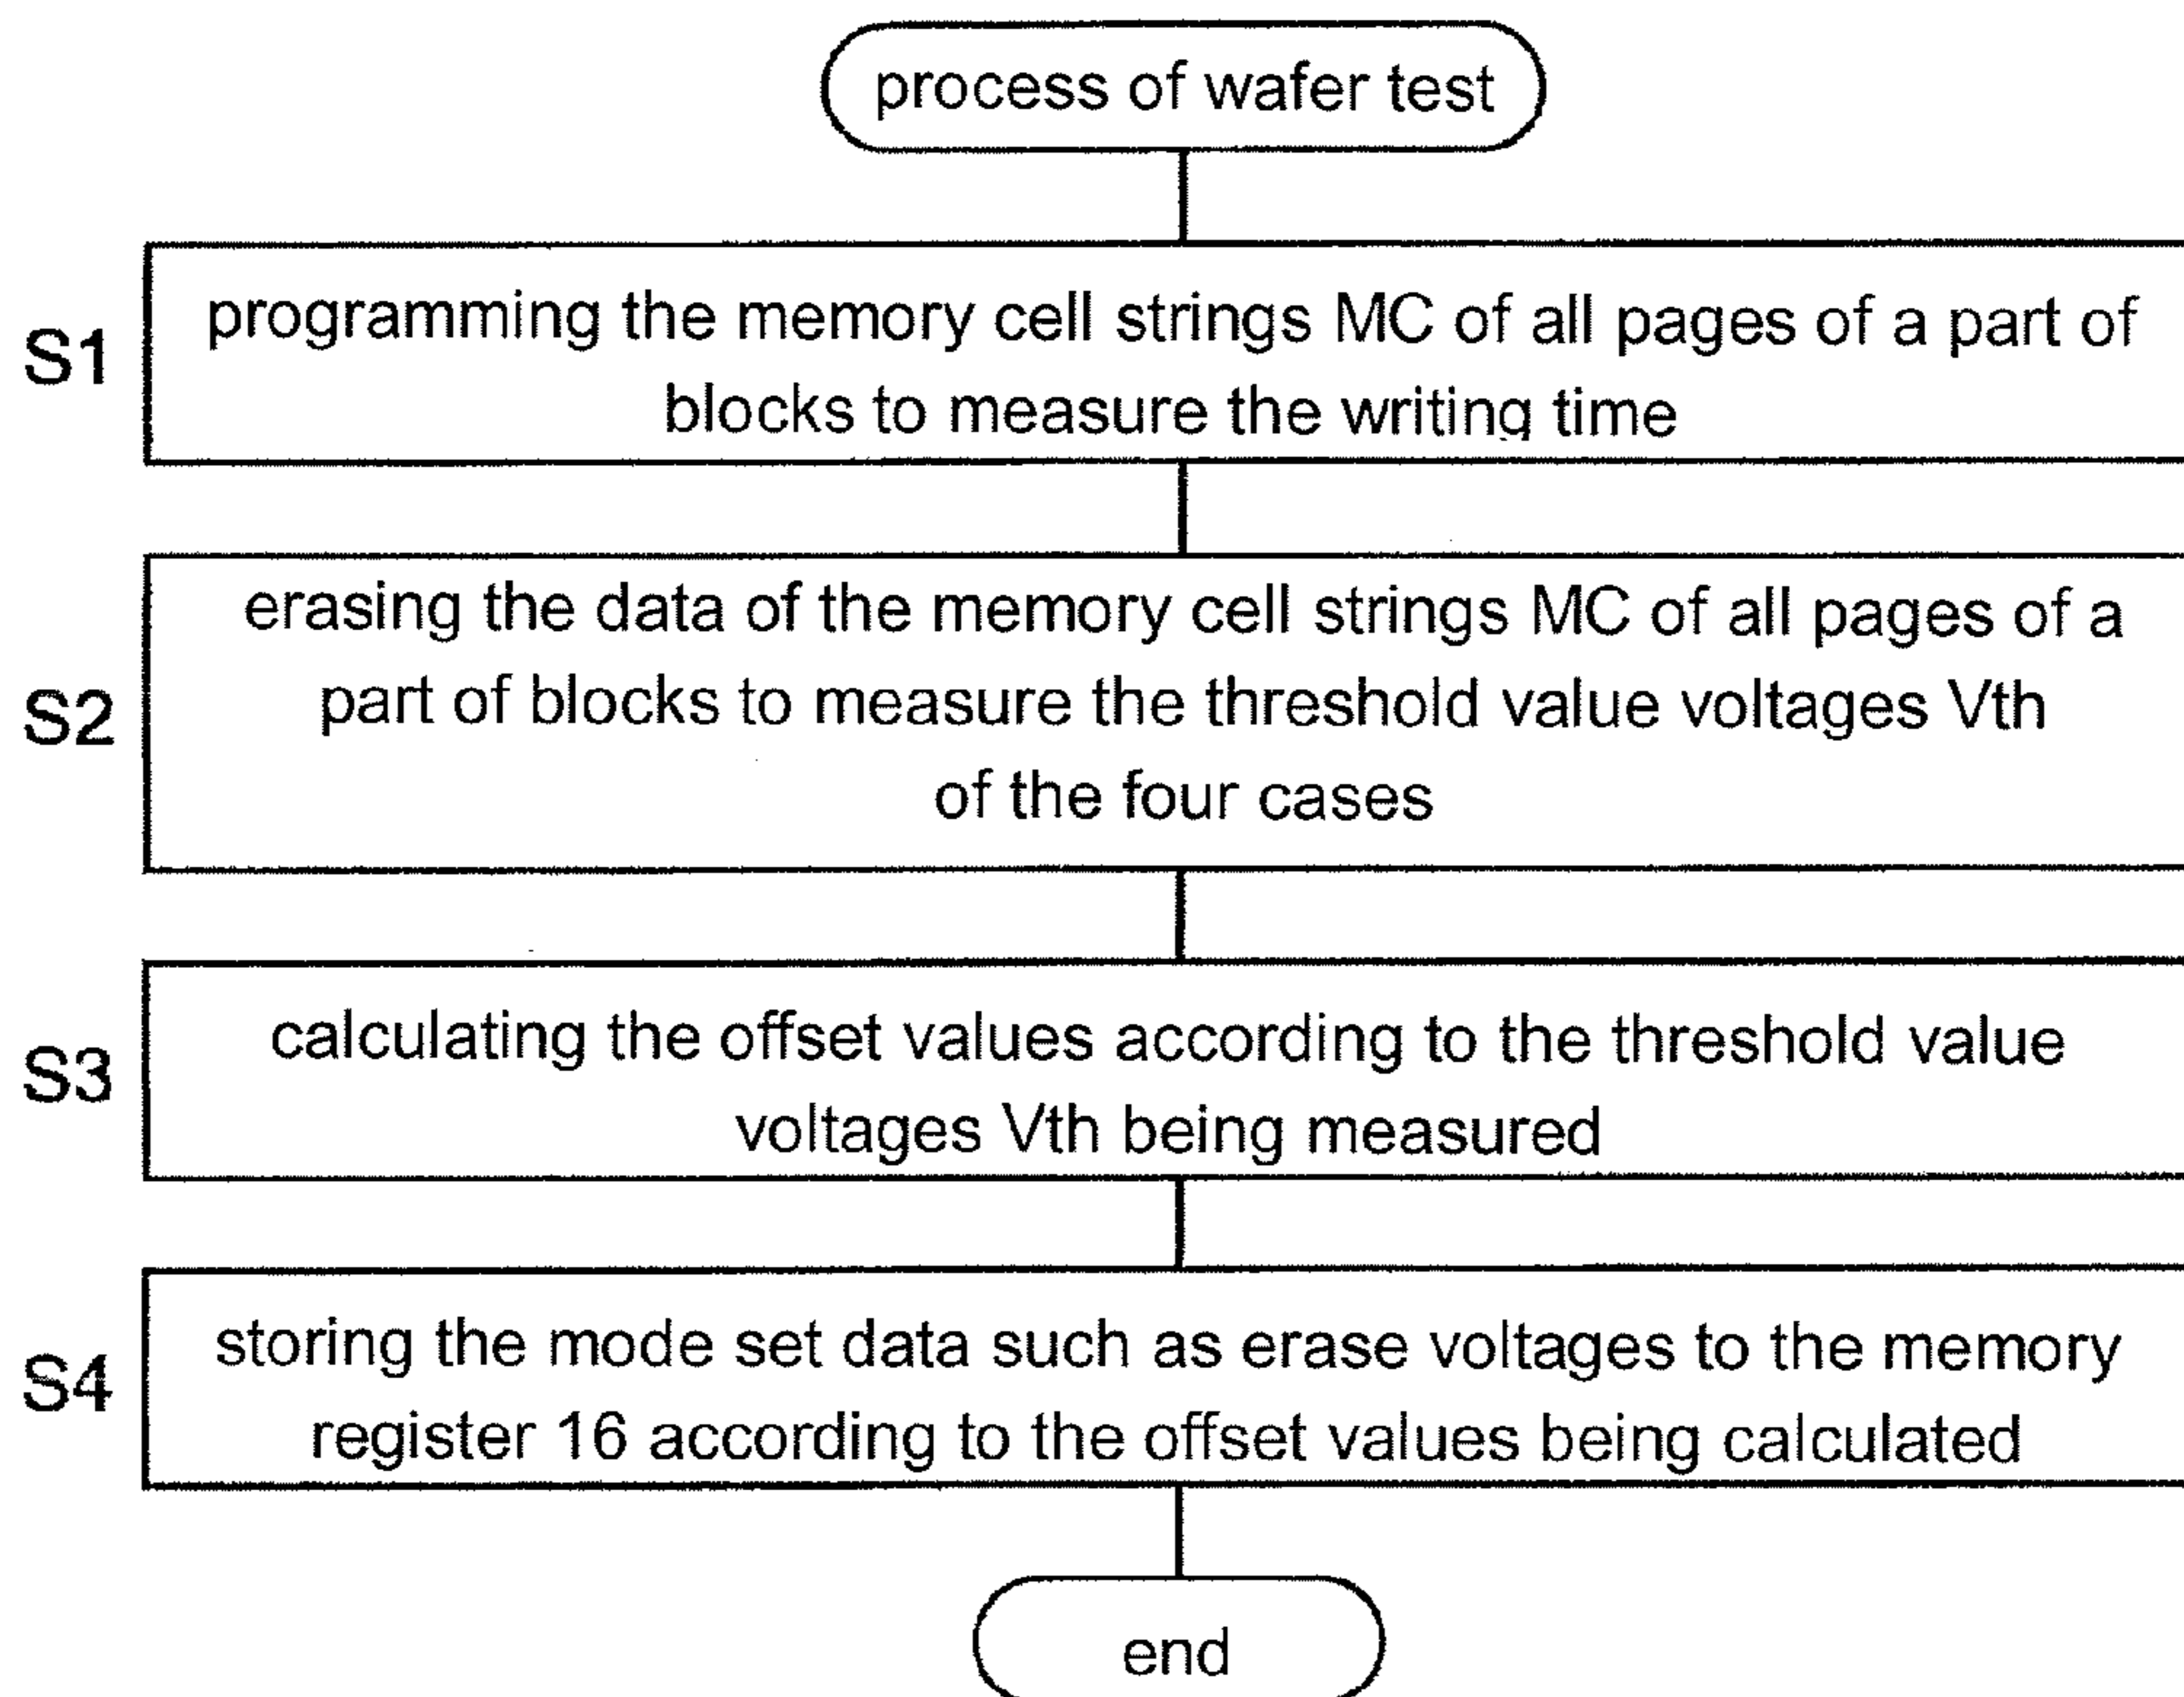 process of wafer test
S1
programming the memory cell strings MC of all pages of a part of
blocks to measure the writing time
S2
erasing the data of the memory cell strings MC of all pages of a
part of blocks to measure the threshold value voltages Vth
of the four cases
S3
calculating the offset values according to the threshold value
voltages Vth being measured
S4
storing the mode set data such as erase voltages to the memory
register 16 according to the offset values being calculated
end